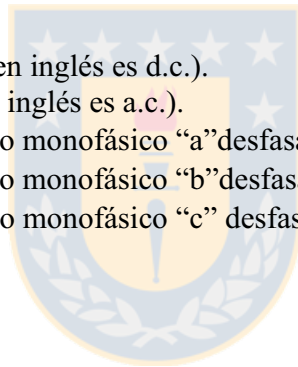 en inglés es d.c.).
inglés es a.c.).
o monofásico “a”desfasa
o monofásico “b”desfasa
o monofásico “c” desfas